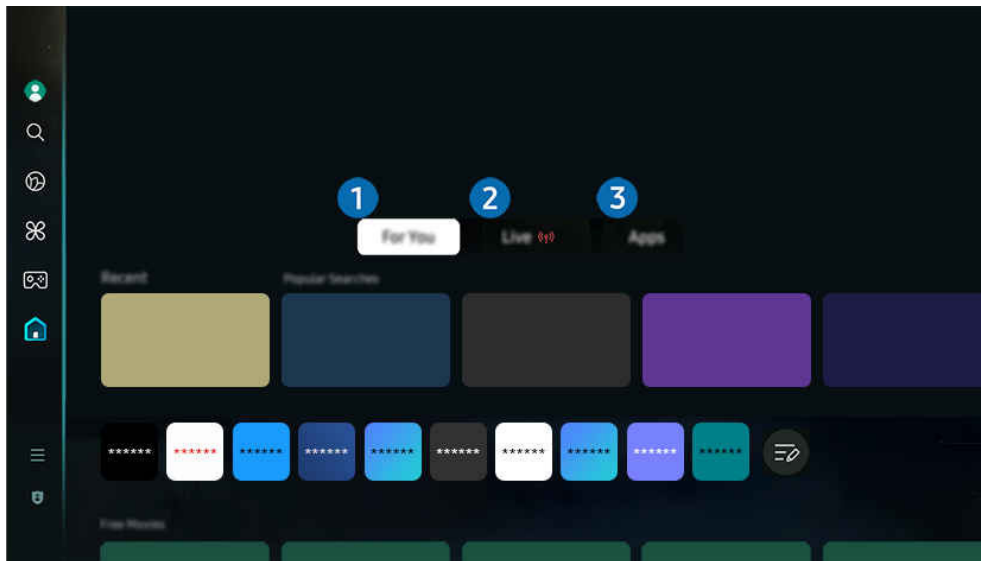 1 2 3
For You Live Apps
Recent Popular Searches
****** ****** ****** ****** ****** ****** ****** ****** ****** ******
Free Movies